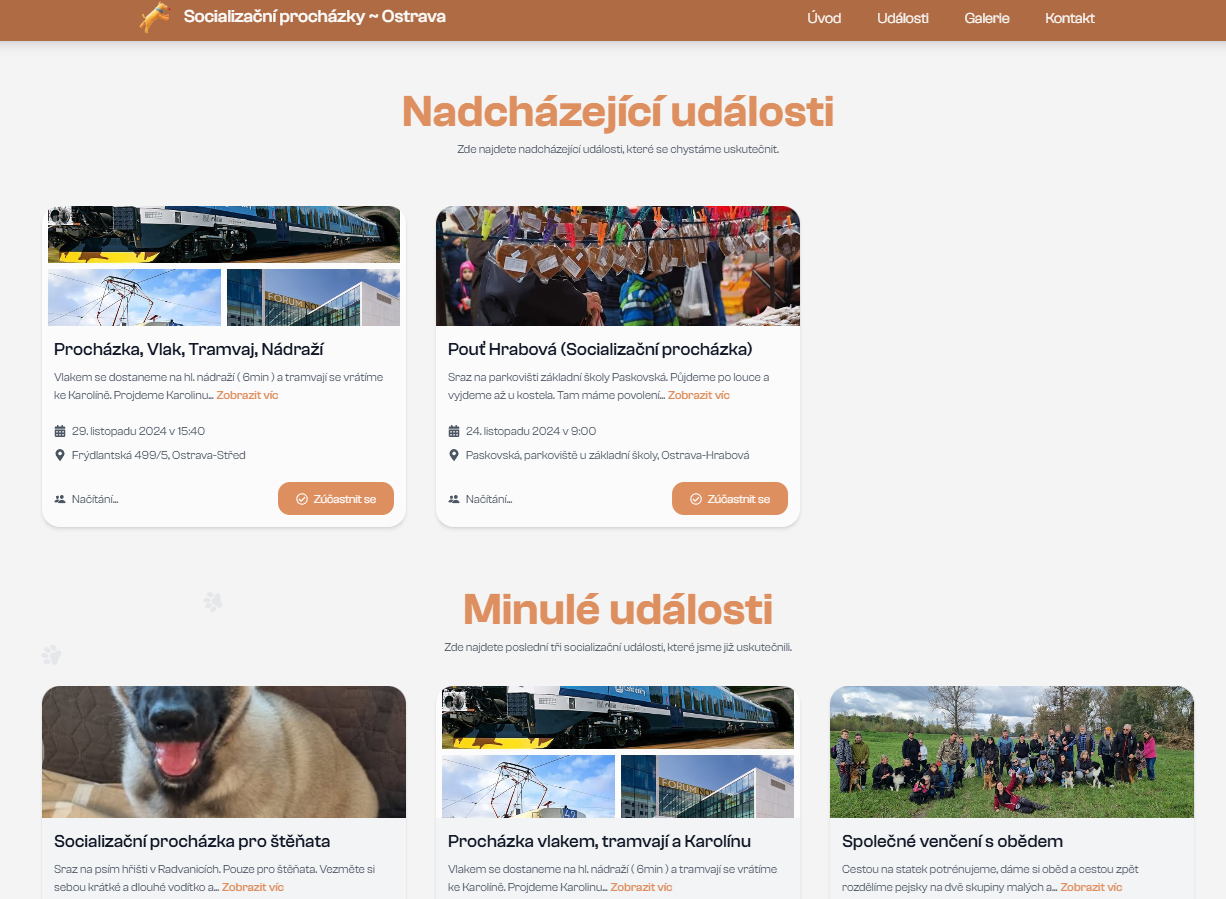 Socializační procházky ~ Ostrava
Úvod
Události
Galerie
Kontakt
Nadcházející události
Zde najdete nadcházející události, které se chystáme uskutečnit.
FORUM
Procházka, Vlak, Tramvaj, Nádraží
Vlakem se dostaneme na hl. nádraží ( 6min ) a tramvají se vrátíme
ke Karolíně. Projdeme Karolinu... Zobrazit víc
29. listopadu 2024 v 15:40
Frýdlantská 499/5, Ostrava-Střed
Načítání...
Zúčastnit se
Pouť Hrabová (Socializační procházka)
Sraz na parkovišti základní školy Paskovská. Půjdeme po louce a
vyjdeme až u kostela. Tam máme povolení... Zobrazit víc
24. listopadu 2024 v 9:00
Paskovská, parkoviště u základní školy, Ostrava-Hrabová
Načítání...
Zúčastnit se
Minulé události
Zde najdete poslední tři socializační události, které jsme již uskutečnili.
Socializační procházka pro štěňata
Sraz na psím hřišti v Radvanicích. Pouze pro štěňata. Vezměte si
sebou krátké a dlouhé vodítko a... Zobrazit víc
FORUM
Procházka vlakem, tramvají a Karolínu
Vlakem se dostaneme na hl. nádraží ( 6min ) a tramvají se vrátíme
ke Karolíně. Projdeme Karolinu... Zobrazit víc
Společné venčení s obědem
Cestou na statek potrénujeme, dáme si oběd a cestou zpět
rozdělíme pejsky na dvě skupiny malých a... Zobrazit víc